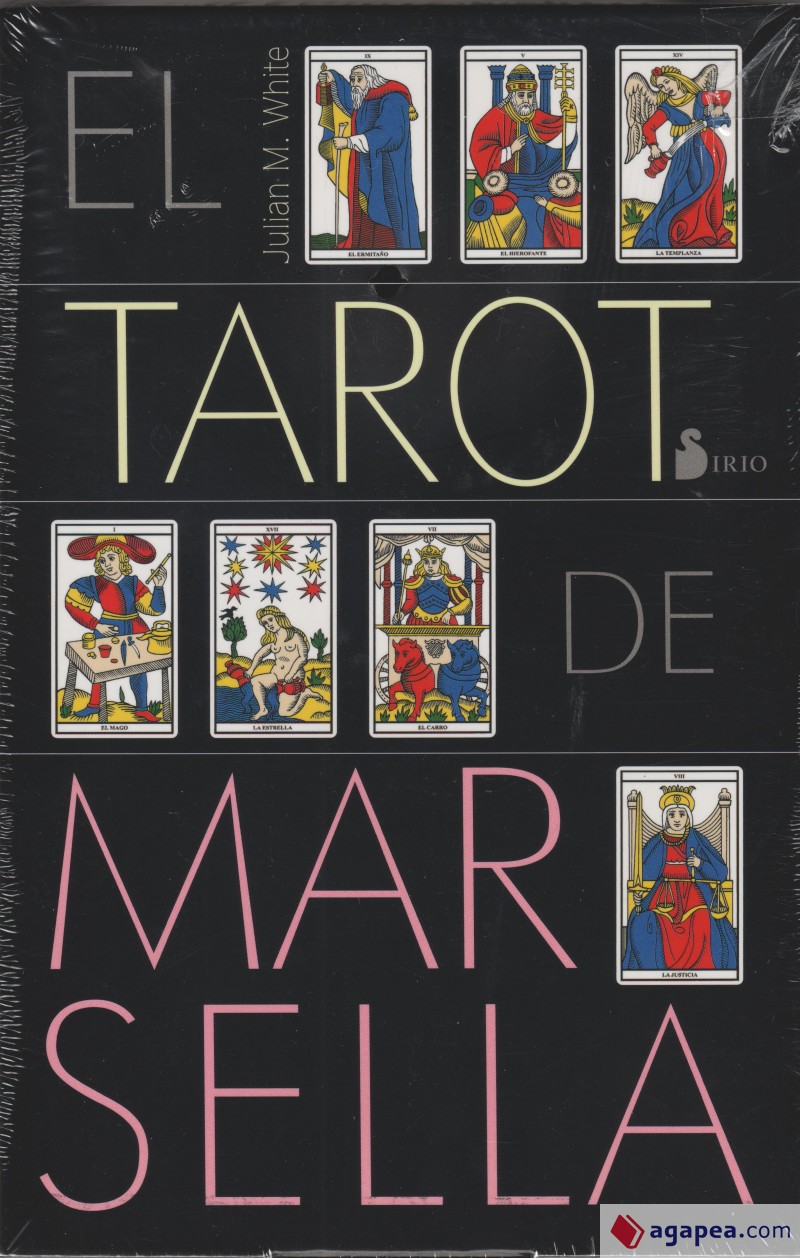 EL
Julian M. White
IX
EL ERMITAÑO
V
EL HIEROFANTE
XIV
LA TEMPLANZA
TAROT
SIRIO
I
EL MAGO
XVII
LA ESTRELLA
VII
EL CARRO
DE
MAR
VIII
LA JUSTICIA
SELLA
agapea.com